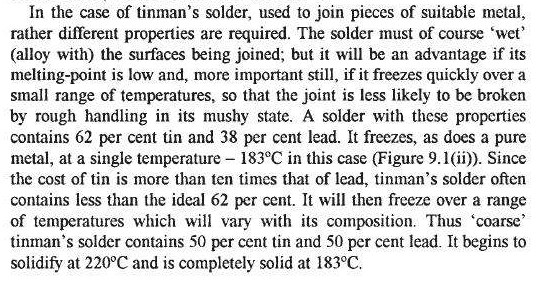 In the case of tinman's solder, used to join pieces of suitable metal,
rather different properties are required. The solder must of course 'wet'
(alloy with) the surfaces being joined; but it will be an advantage if its
melting-point is low and, more important still, if it freezes quickly over a
small range of temperatures, so that the joint is less likely to be broken
by rough handling in its mushy state. A solder with these properties
contains 62 per cent tin and 38 per cent lead. It freezes, as does a pure
metal, at a single temperature – 183°C in this case (Figure 9.1(ii)). Since
the cost of tin is more than ten times that of lead, tinman's solder often
contains less than the ideal 62 per cent. It will then freeze over a range
of temperatures which will vary with its composition. Thus 'coarse'
tinman's solder contains 50 per cent tin and 50 per cent lead. It begins to
solidify at 220°C and is completely solid at 183°C.